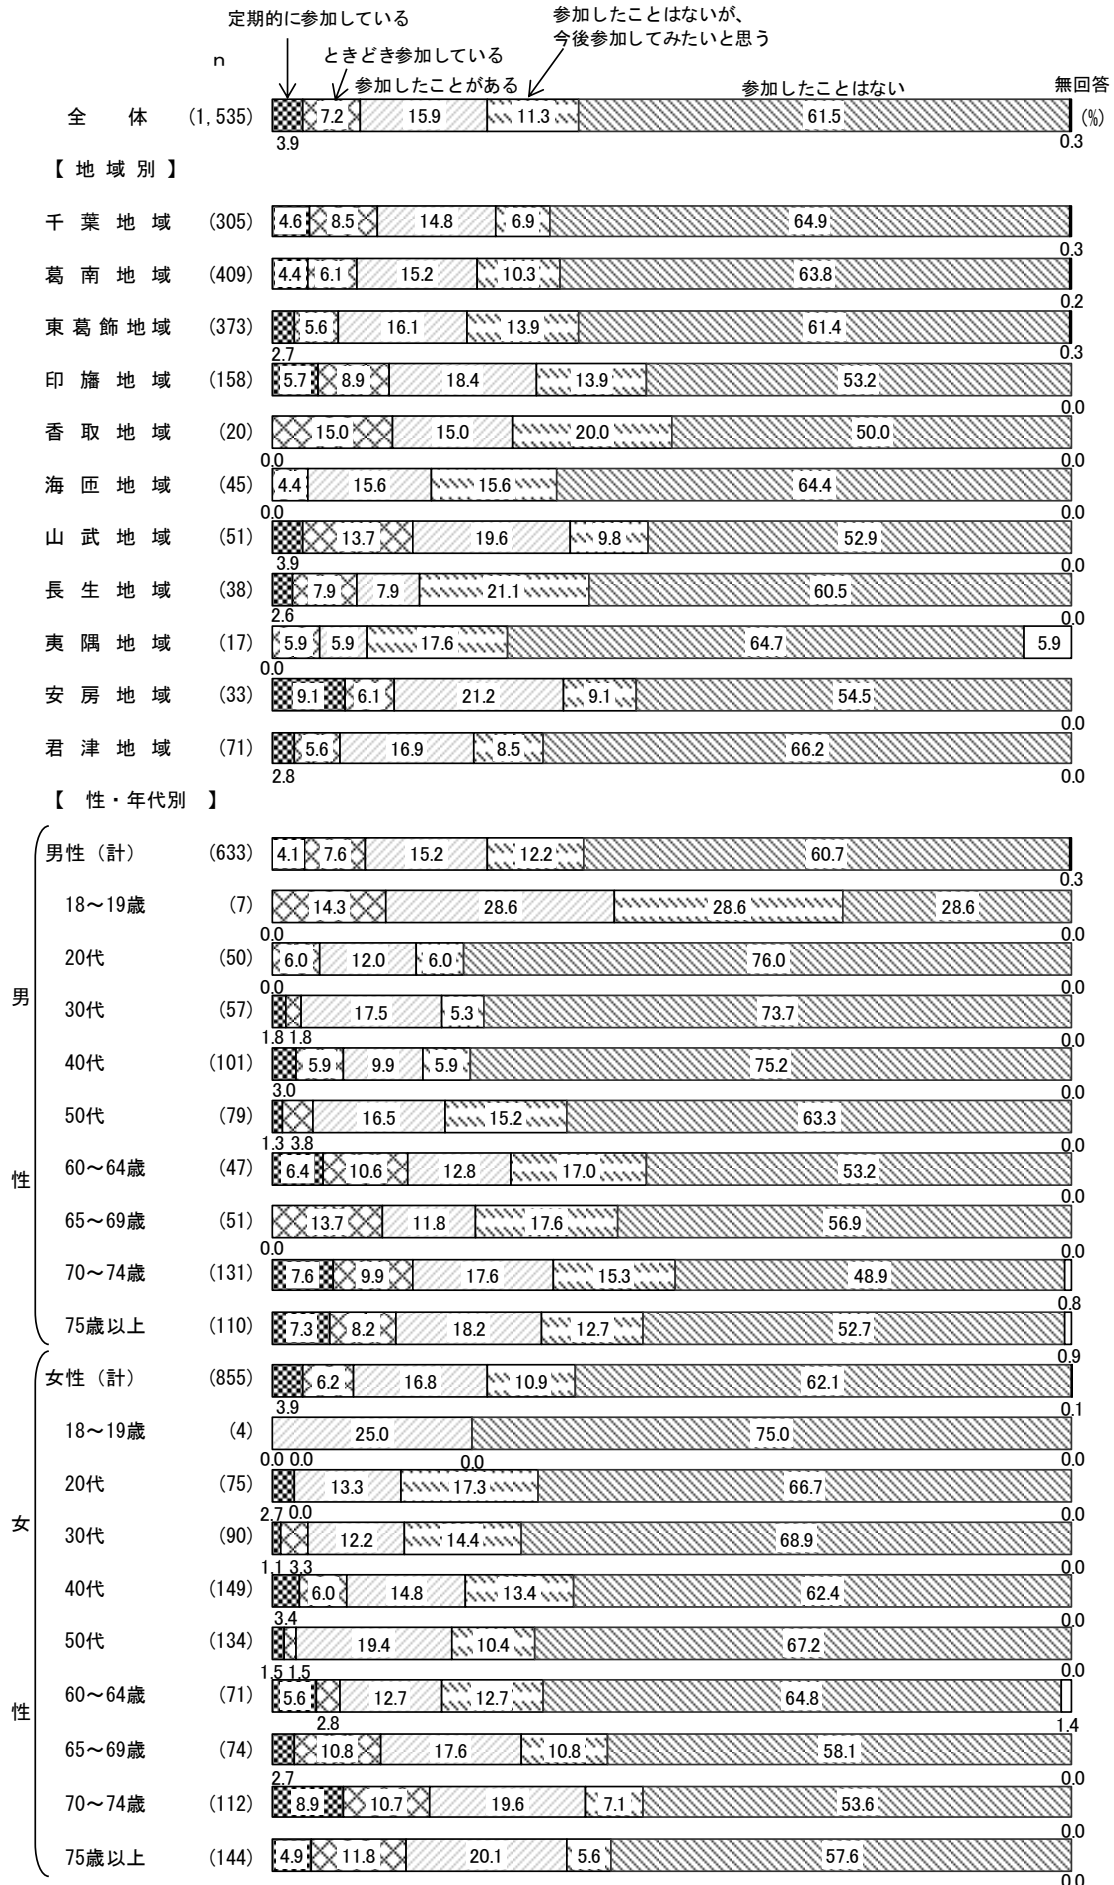 定期的に参加している
参加したことはないが、
今後参加してみたいと思う
n
ときどき参加している
参加したことがある
参加したことはない
無回答
全 体 (1,535) 7.2 15.9 11.3 61.5 (%)
3.9 0.3
【 地 域 別 】
千 葉 地 域 (305) 4.6 8.5 14.8 6.9 64.9
0.3
葛 南 地 域 (409) 4.4 6.1 15.2 10.3 63.8
0.2
東 葛 飾 地 域 (373) 5.6 16.1 13.9 61.4
2.7 0.3
印 旛 地 域 (158) 5.7 8.9 18.4 13.9 53.2
0.0
香 取 地 域 (20) 15.0 15.0 20.0 50.0
0.0 0.0
海 匝 地 域 (45) 4.4 15.6 15.6 64.4
0.0 0.0
山 武 地 域 (51) 13.7 19.6 9.8 52.9
3.9 0.0
長 生 地 域 (38) 7.9 7.9 21.1 60.5
2.6 0.0
夷 隅 地 域 (17) 5.9 5.9 17.6 64.7 5.9
0.0
安 房 地 域 (33) 9.1 6.1 21.2 9.1 54.5
0.0
君 津 地 域 (71) 5.6 16.9 8.5 66.2
2.8 0.0
【 性・年代別 】
男性（計） (633) 4.1 7.6 15.2 12.2 60.7
0.3
18～19歳 (7) 14.3 28.6 28.6 28.6
0.0 0.0
20代 (50) 6.0 12.0 6.0 76.0
0.0 0.0
男
30代 (57) 17.5 5.3 73.7
1.8 1.8 0.0
40代 (101) 5.9 9.9 5.9 75.2
3.0 0.0
50代 (79) 16.5 15.2 63.3
1.3 3.8 0.0
60～64歳 (47) 6.4 10.6 12.8 17.0 53.2
性
0.0
65～69歳 (51) 13.7 11.8 17.6 56.9
0.0 0.0
70～74歳 (131) 7.6 9.9 17.6 15.3 48.9
0.8
75歳以上 (110) 7.3 8.2 18.2 12.7 52.7
0.9
女性（計） (855) 6.2 16.8 10.9 62.1
3.9 0.1
18～19歳 (4) 25.0 75.0
0.0 0.0 0.0 0.0
20代 (75) 13.3 17.3 66.7
2.7 0.0 0.0
女
30代 (90) 12.2 14.4 68.9
1.1 3.3 0.0
40代 (149) 6.0 14.8 13.4 62.4
3.4 0.0
50代 (134) 19.4 10.4 67.2
1.5 1.5 0.0
60～64歳 (71) 5.6 12.7 12.7 64.8
性
2.8 1.4
65～69歳 (74) 10.8 17.6 10.8 58.1
2.7 0.0
70～74歳 (112) 8.9 10.7 19.6 7.1 53.6
0.0
75歳以上 (144) 4.9 11.8 20.1 5.6 57.6
0.0